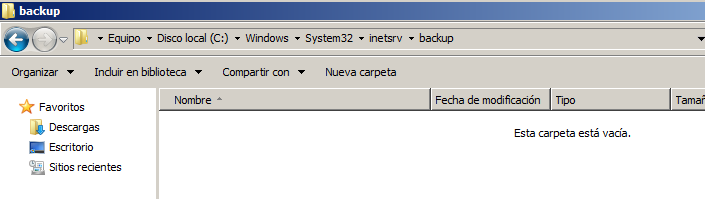 backup
Equipo Disco local (C:) Windows System32 inetsrv backup
Organizar Incluir en biblioteca Compartir con Nueva carpeta
Favoritos
Descargas
Escritorio
Sitios recientes
Nombre Fecha de modificación Tipo Tamañ
Esta carpeta está vacía.